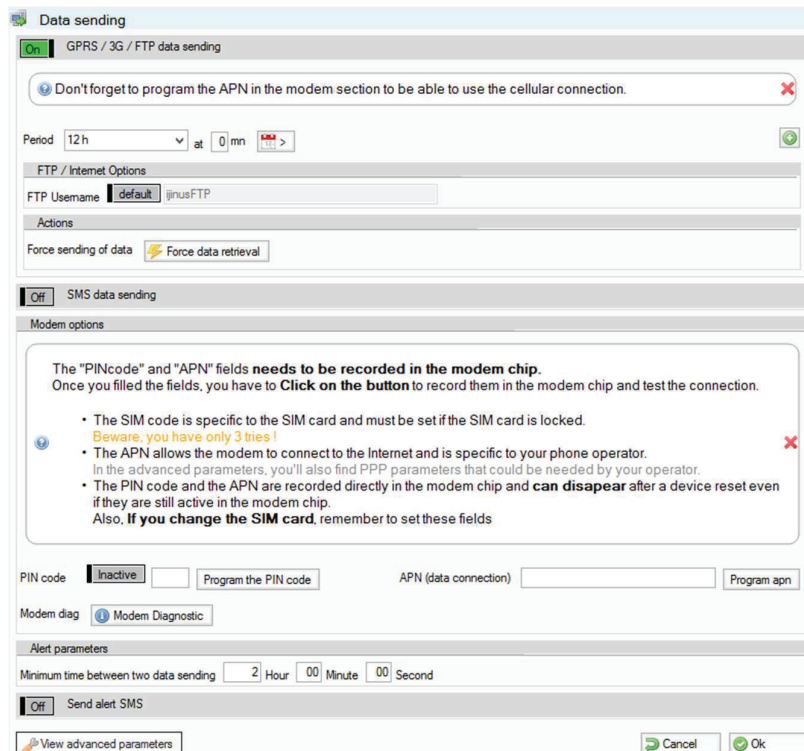 Data sending
On GPRS / 3G / FTP data sending
Don't forget to program the APN in the modem section to be able to use the cellular connection.
Period 12 h at 0 mn >
FTP / Internet Options
FTP Username default ijinusFTP
Actions
Force sending of data Force data retrieval
Off SMS data sending
Modem options
The "PINcode" and "APN" fields needs to be recorded in the modem chip.
Once you filled the fields, you have to Click on the button to record them in the modem chip and test the connection.
• The SIM code is specific to the SIM card and must be set if the SIM card is locked.
Beware, you have only 3 tries !
• The APN allows the modem to connect to the Internet and is specific to your phone operator.
In the advanced parameters, you'll also find PPP parameters that could be needed by your operator.
• The PIN code and the APN are recorded directly in the modem chip and can disapear after a device reset even
if they are still active in the modem chip.
Also, If you change the SIM card, remember to set these fields
PIN code Inactive Program the PIN code APN (data connection) Program apn
Modem diag Modem Diagnostic
Alert parameters
Minimum time between two data sending 2 Hour 00 Minute 00 Second
Off Send alert SMS
View advanced parameters Cancel Ok